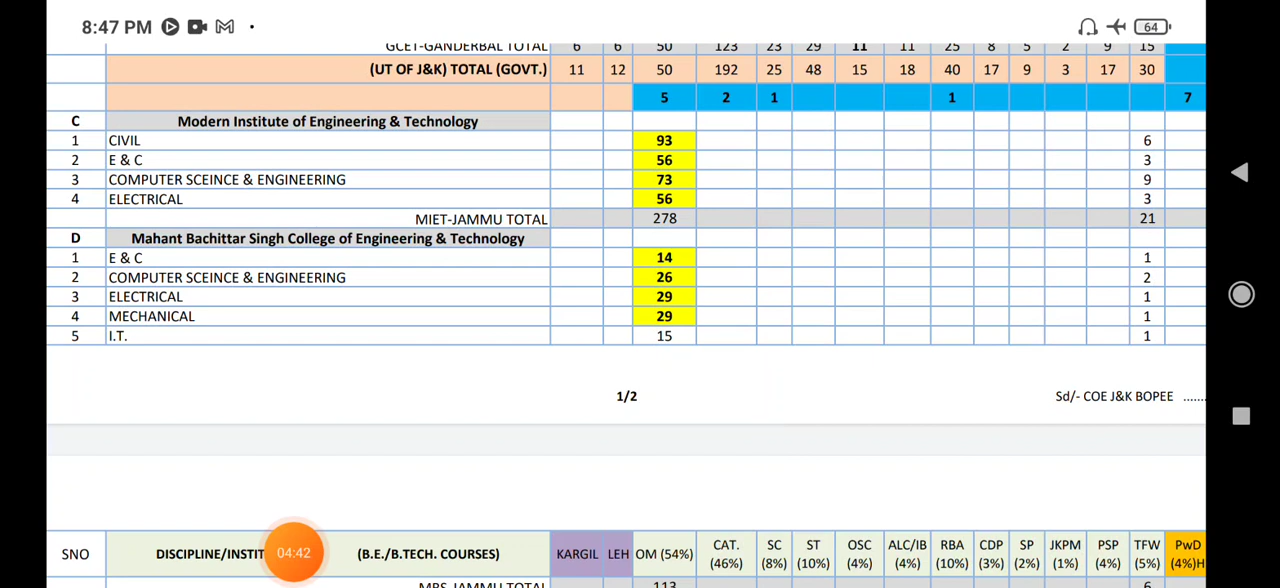 8:47 PM 64
GCET-GANDERBAL TOTAL 6 6 50 123 23 29 11 11 25 8 5 2 9 15
(UT OF J&K) TOTAL (GOVT.) 11 12 50 192 25 48 15 18 40 17 9 3 17 30
5 2 1 1 7
C Modern Institute of Engineering & Technology
1 CIVIL 93 6
2 E & C 56 3
3 COMPUTER SCEINCE & ENGINEERING 73 9
4 ELECTRICAL 56 3
MIET-JAMMU TOTAL 278 21
D Mahant Bachittar Singh College of Engineering & Technology
1 E & C 14 1
2 COMPUTER SCEINCE & ENGINEERING 26 2
3 ELECTRICAL 29 1
4 MECHANICAL 29 1
5 I.T. 15 1
1/2 Sd/- COE J&K BOPEE ......
SNO DISCIPLINE/INSTIT 04:42 (B.E./B.TECH. COURSES) KARGIL LEH OM (54%) CAT. (46%) SC (8%) ST (10%) OSC (4%) ALC/IB (4%) RBA (10%) CDP (3%) SP (2%) JKPM (1%) PSP (4%) TFW (5%) PwD (4%)H
MBS-JAMMU TOTAL 113 6